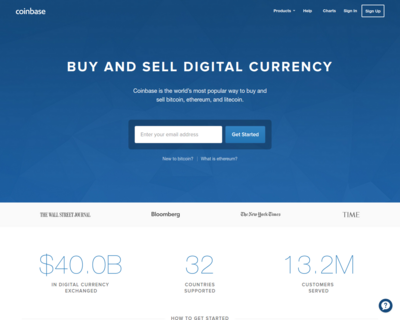 coinbase
Products Help Charts Sign In Sign Up
BUY AND SELL DIGITAL CURRENCY
Coinbase is the world's most popular way to buy and
sell bitcoin, ethereum, and litecoin.
Enter your email address Get Started
New to bitcoin? | What is ethereum?
THE WALL STREET JOURNAL Bloomberg The New York Times TIME
$40.0B 32 13.2M
IN DIGITAL CURRENCY COUNTRIES CUSTOMERS
EXCHANGED SUPPORTED SERVED
HOW TO GET STARTED
?